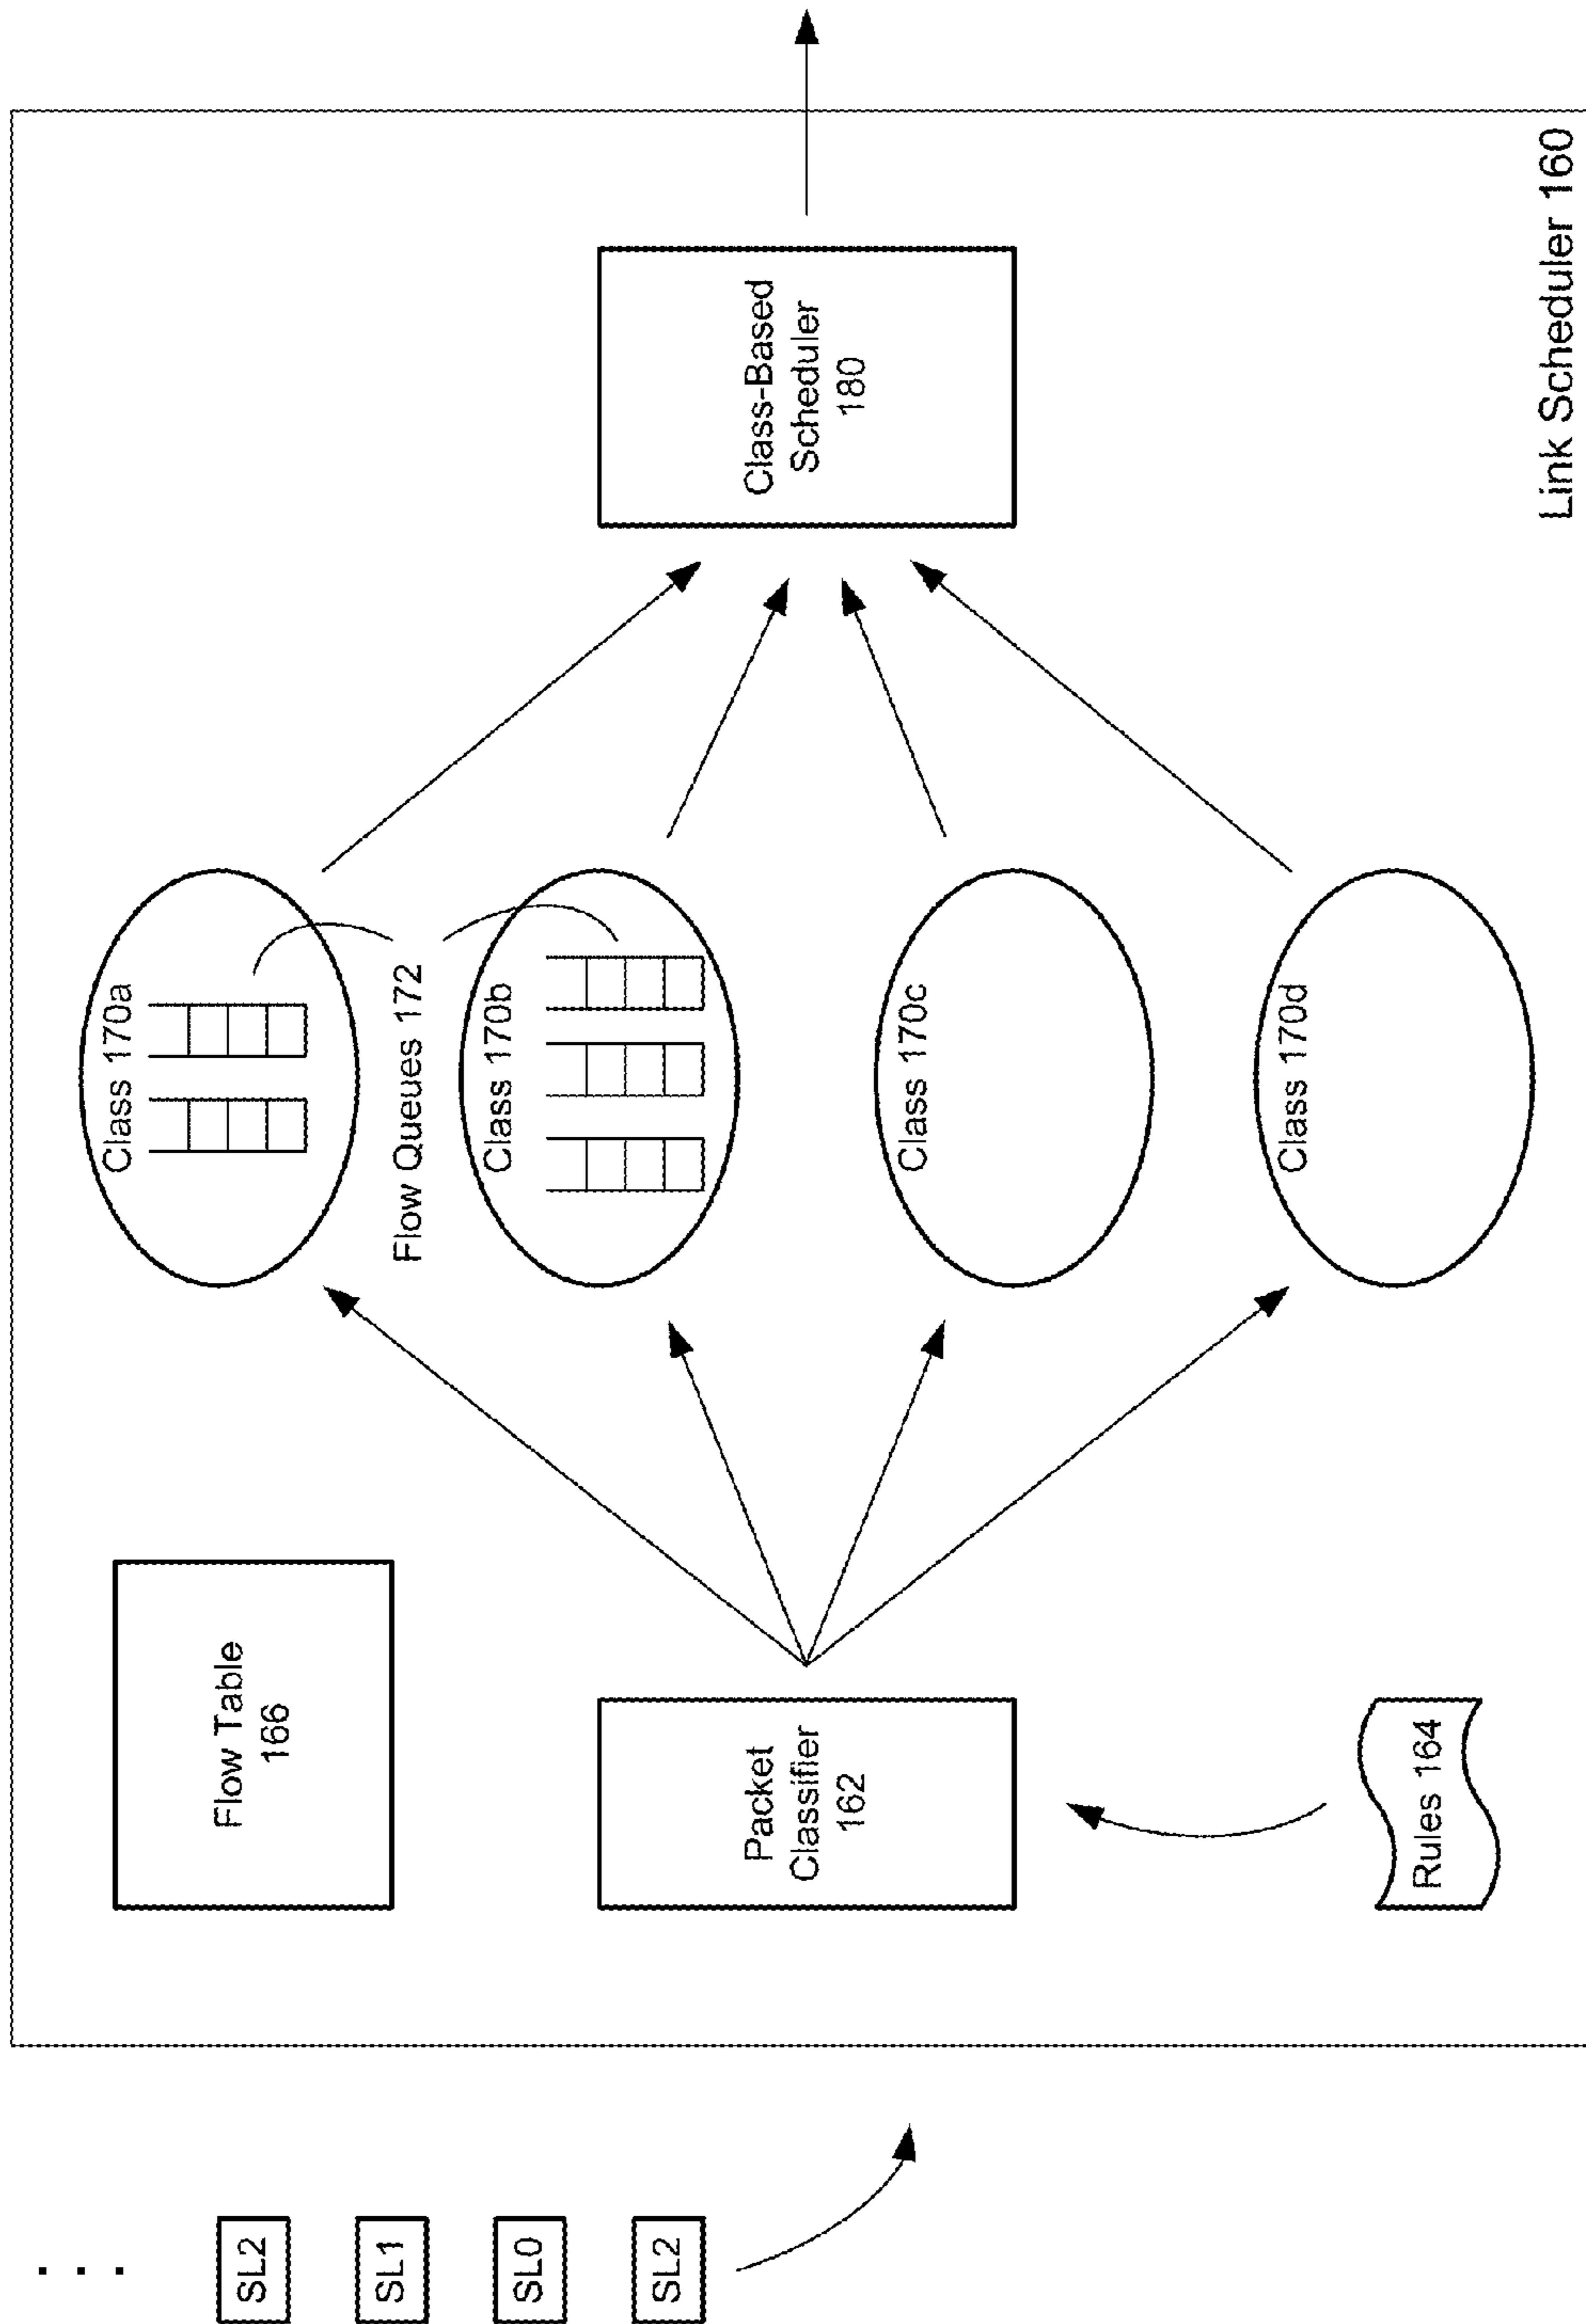 . . .
SL2
SL1
SL0
SL2
Flow Table
166
Packet
Classifier
162
Rules 164
Class 170a
Flow Queues 172
Class 170b
Class 170c
Class 170d
Class-Based
Scheduler
180
Link Scheduler 160